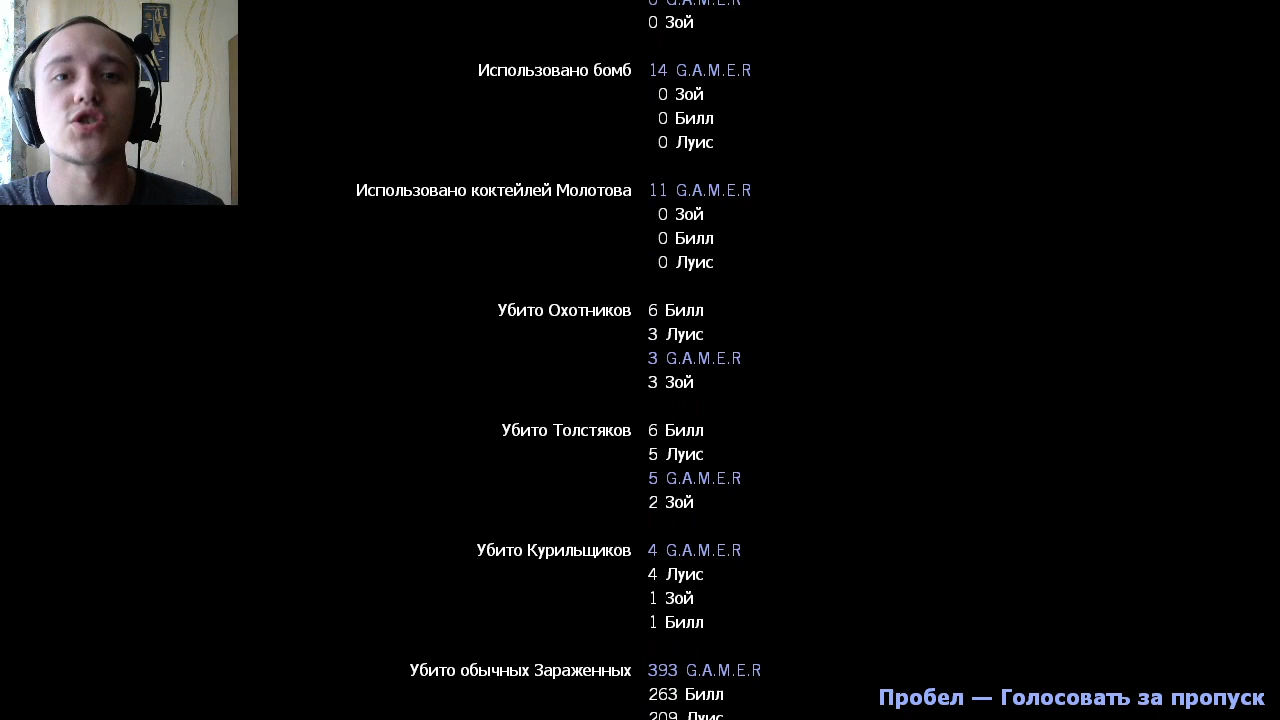 0 G.A.M.E.R
0 Зой
Использовано бомб 14 G.A.M.E.R
0 Зой
0 Билл
0 Луис
Использовано коктейлей Молотова 11 G.A.M.E.R
0 Зой
0 Билл
0 Луис
Убито Охотников 6 Билл
3 Луис
3 G.A.M.E.R
3 Зой
Убито Толстяков 6 Билл
5 Луис
5 G.A.M.E.R
2 Зой
Убито Курильщиков 4 G.A.M.E.R
4 Луис
1 Зой
1 Билл
Убито обычных Зараженных 393 G.A.M.E.R
263 Билл
209 Луис
Пробел — Голосовать за пропуск